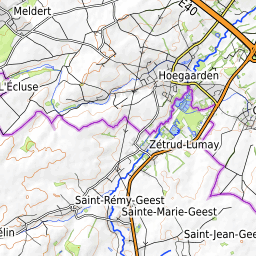 Meldert
E40
Hoegaarden
L'Écluse
Zétrud-Lumay
Saint-Rémy-Geest
Sainte-Marie-Geest
Saint-Jean-Gee
élin